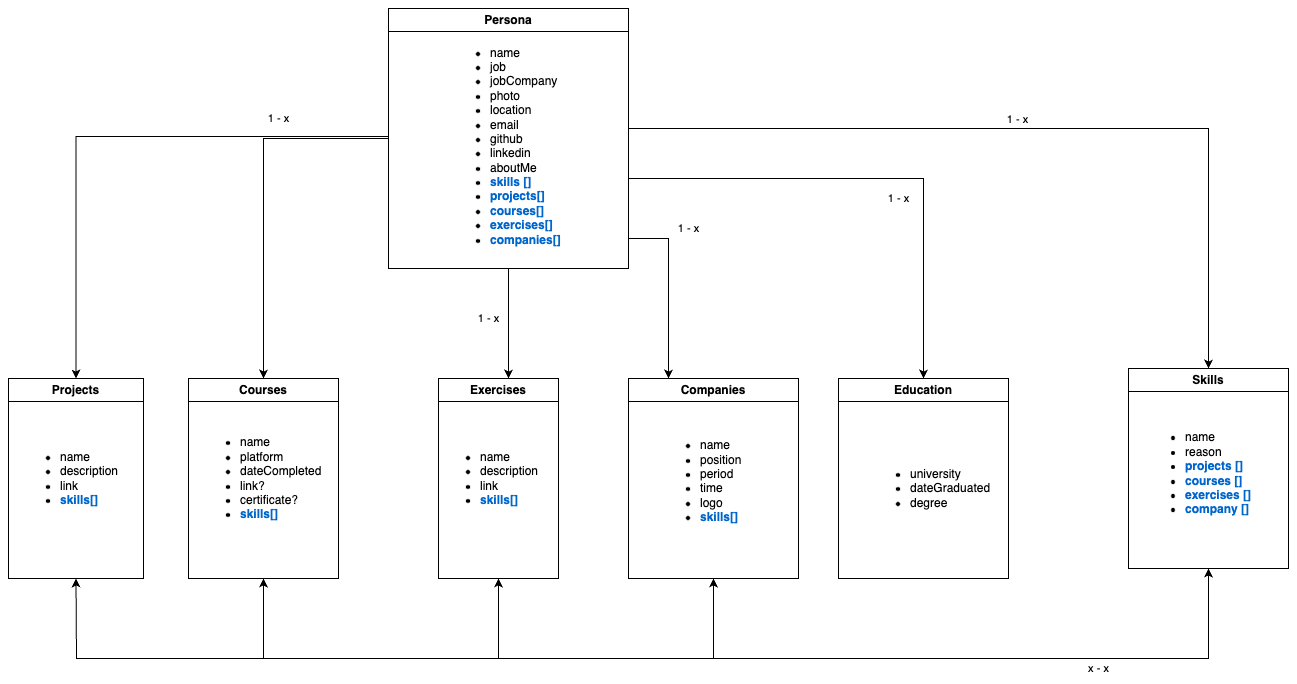 Persona
name
job
jobCompany
photo
location
email
github
linkedin
aboutMe
skills []
projects[]
courses[]
exercises[]
companies[]
1 - x
1 - x
1 - x
1 - x
1 - x
Projects
name
description
link
skills[]
Courses
name
platform
dateCompleted
link?
certificate?
skills[]
Exercises
name
description
link
skills[]
Companies
name
position
period
time
logo
skills[]
Education
university
dateGraduated
degree
Skills
name
reason
projects []
courses []
exercises []
company []
x - x